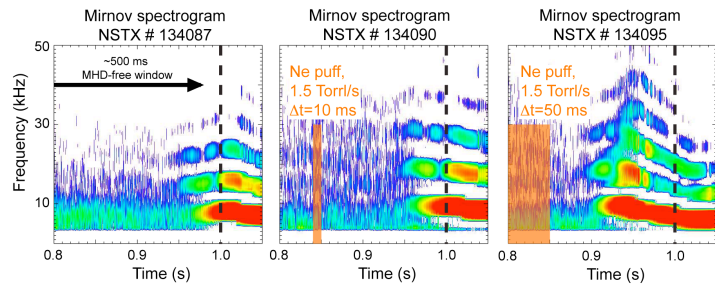 Mirnov spectrogram
NSTX # 134087
Mirnov spectrogram
NSTX # 134090
Mirnov spectrogram
NSTX # 134095
Frequency (kHz)
50
30
10
~500 ms
MHD-free window
0.8 0.9 1.0
Time (s)
Ne puff,
1.5 Torrl/s
Δt=10 ms
0.8 0.9 1.0
Time (s)
Ne puff,
1.5 Torrl/s
Δt=50 ms
0.8 0.9 1.0
Time (s)